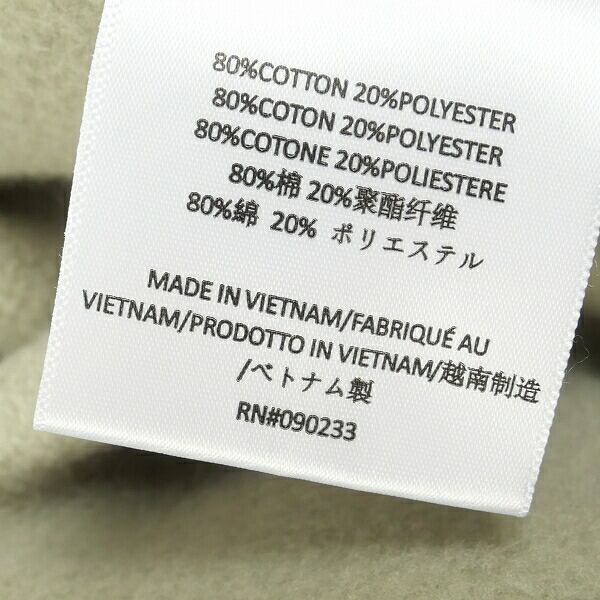 80%COTTON 20%POLYESTER
80%COTON 20%POLYESTER
80%COTONE 20%POLIESTERE
80%棉 20%聚酯纤维
80%綿 20% ポリエステル
MADE IN VIETNAM/FABRIQUÉ AU
VIETNAM/PRODOTTO IN VIETNAM/越南制造
/ベトナム製
RN#090233